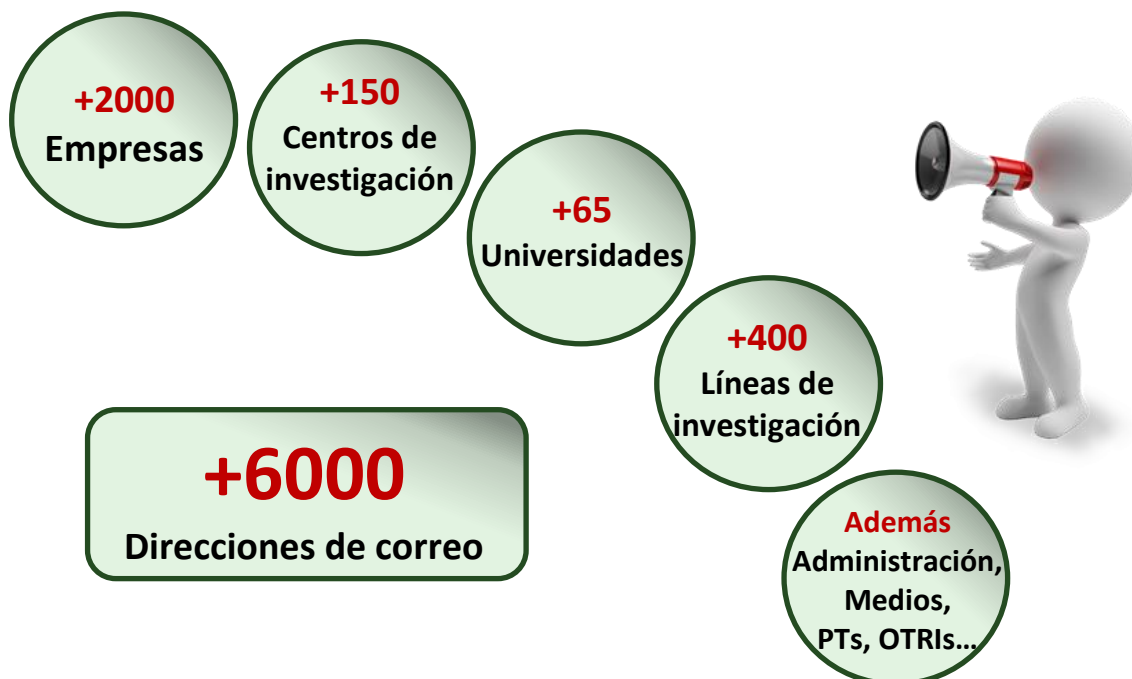 +2000
Empresas
+150
Centros de
investigación
+65
Universidades
+400
Líneas de
investigación
+6000
Direcciones de correo
Además
Administración,
Medios,
PTs, OTRIs…